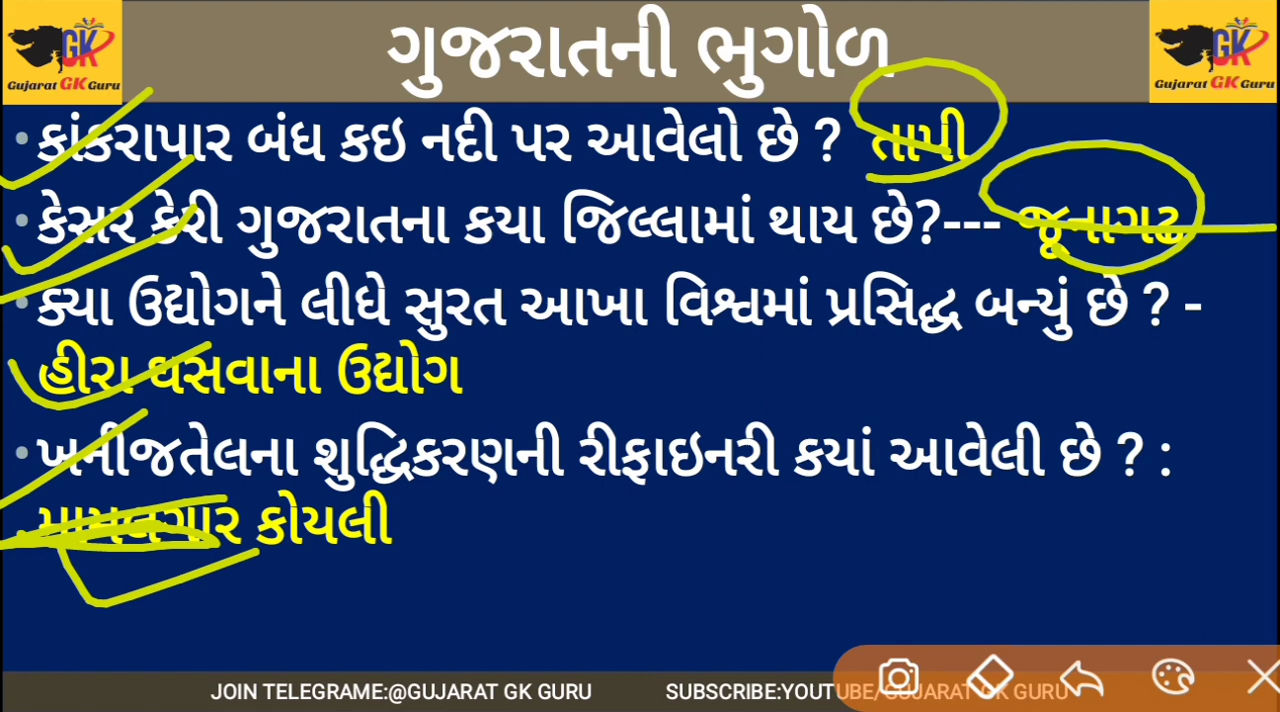 GK
Gujarat GK Guru
ગુજરાતની ભુગોળ
GK
Gujarat GK Guru
•કાંકરાપાર બંધ કઇ નદી પર આવેલો છે ? તાપી
•કેસર કેરી ગુજરાતના કયા જિલ્લામાં થાય છે?--- જૂનાગઢ
•ક્યા ઉદ્યોગને લીધે સુરત આખા વિશ્વમાં પ્રસિદ્ધ બન્યું છે ? -
હીરા ઘસવાના ઉદ્યોગ
•ખનીજતેલના શુદ્ધિકરણની રીફાઇનરી કયાં આવેલી છે ? :
કોયલી
JOIN TELEGRAME:@GUJARAT GK GURU SUBSCRIBE:YOUTUBE/GUJARAT GK GURU